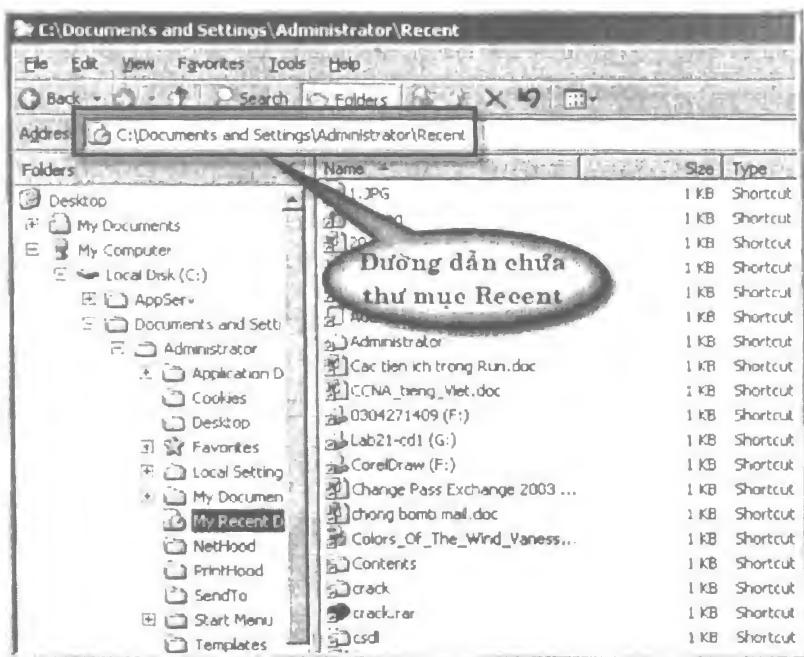 C:\Documents and Settings\Administrator\Recent
File Edit View Favorites Tools Help
Back Search Folders
Address C:\Documents and Settings\Administrator\Recent
Folders
Name Size Type
Desktop
My Documents
My Computer
Local Disk (C:)
AppServ
Documents and Setti
Administrator
Application D
Cookies
Desktop
Favorites
Local Setting
My Documen
My Recent D
NetHood
PrintHood
SendTo
Start Menu
Templates
1.JPG 1 KB Shortcut
1 KB Shortcut
1 KB Shortcut
1 KB Shortcut
1 KB Shortcut
1 KB Shortcut
Administrator 1 KB Shortcut
Cac tien ich trong Run.doc 1 KB Shortcut
CCNA_tieng_Viet.doc 1 KB Shortcut
0304271409 (F:) 1 KB Shortcut
Lab21-cd1 (G:) 1 KB Shortcut
CorelDraw (F:) 1 KB Shortcut
Change Pass Exchange 2003 ... 1 KB Shortcut
chong bomb mail.doc 1 KB Shortcut
Colors_Of_The_Wind_Vaness... 1 KB Shortcut
Contents 1 KB Shortcut
crack 1 KB Shortcut
crack.rar 1 KB Shortcut
csdl 1 KB Shortcut
Đường dẫn chứa
thư mục Recent